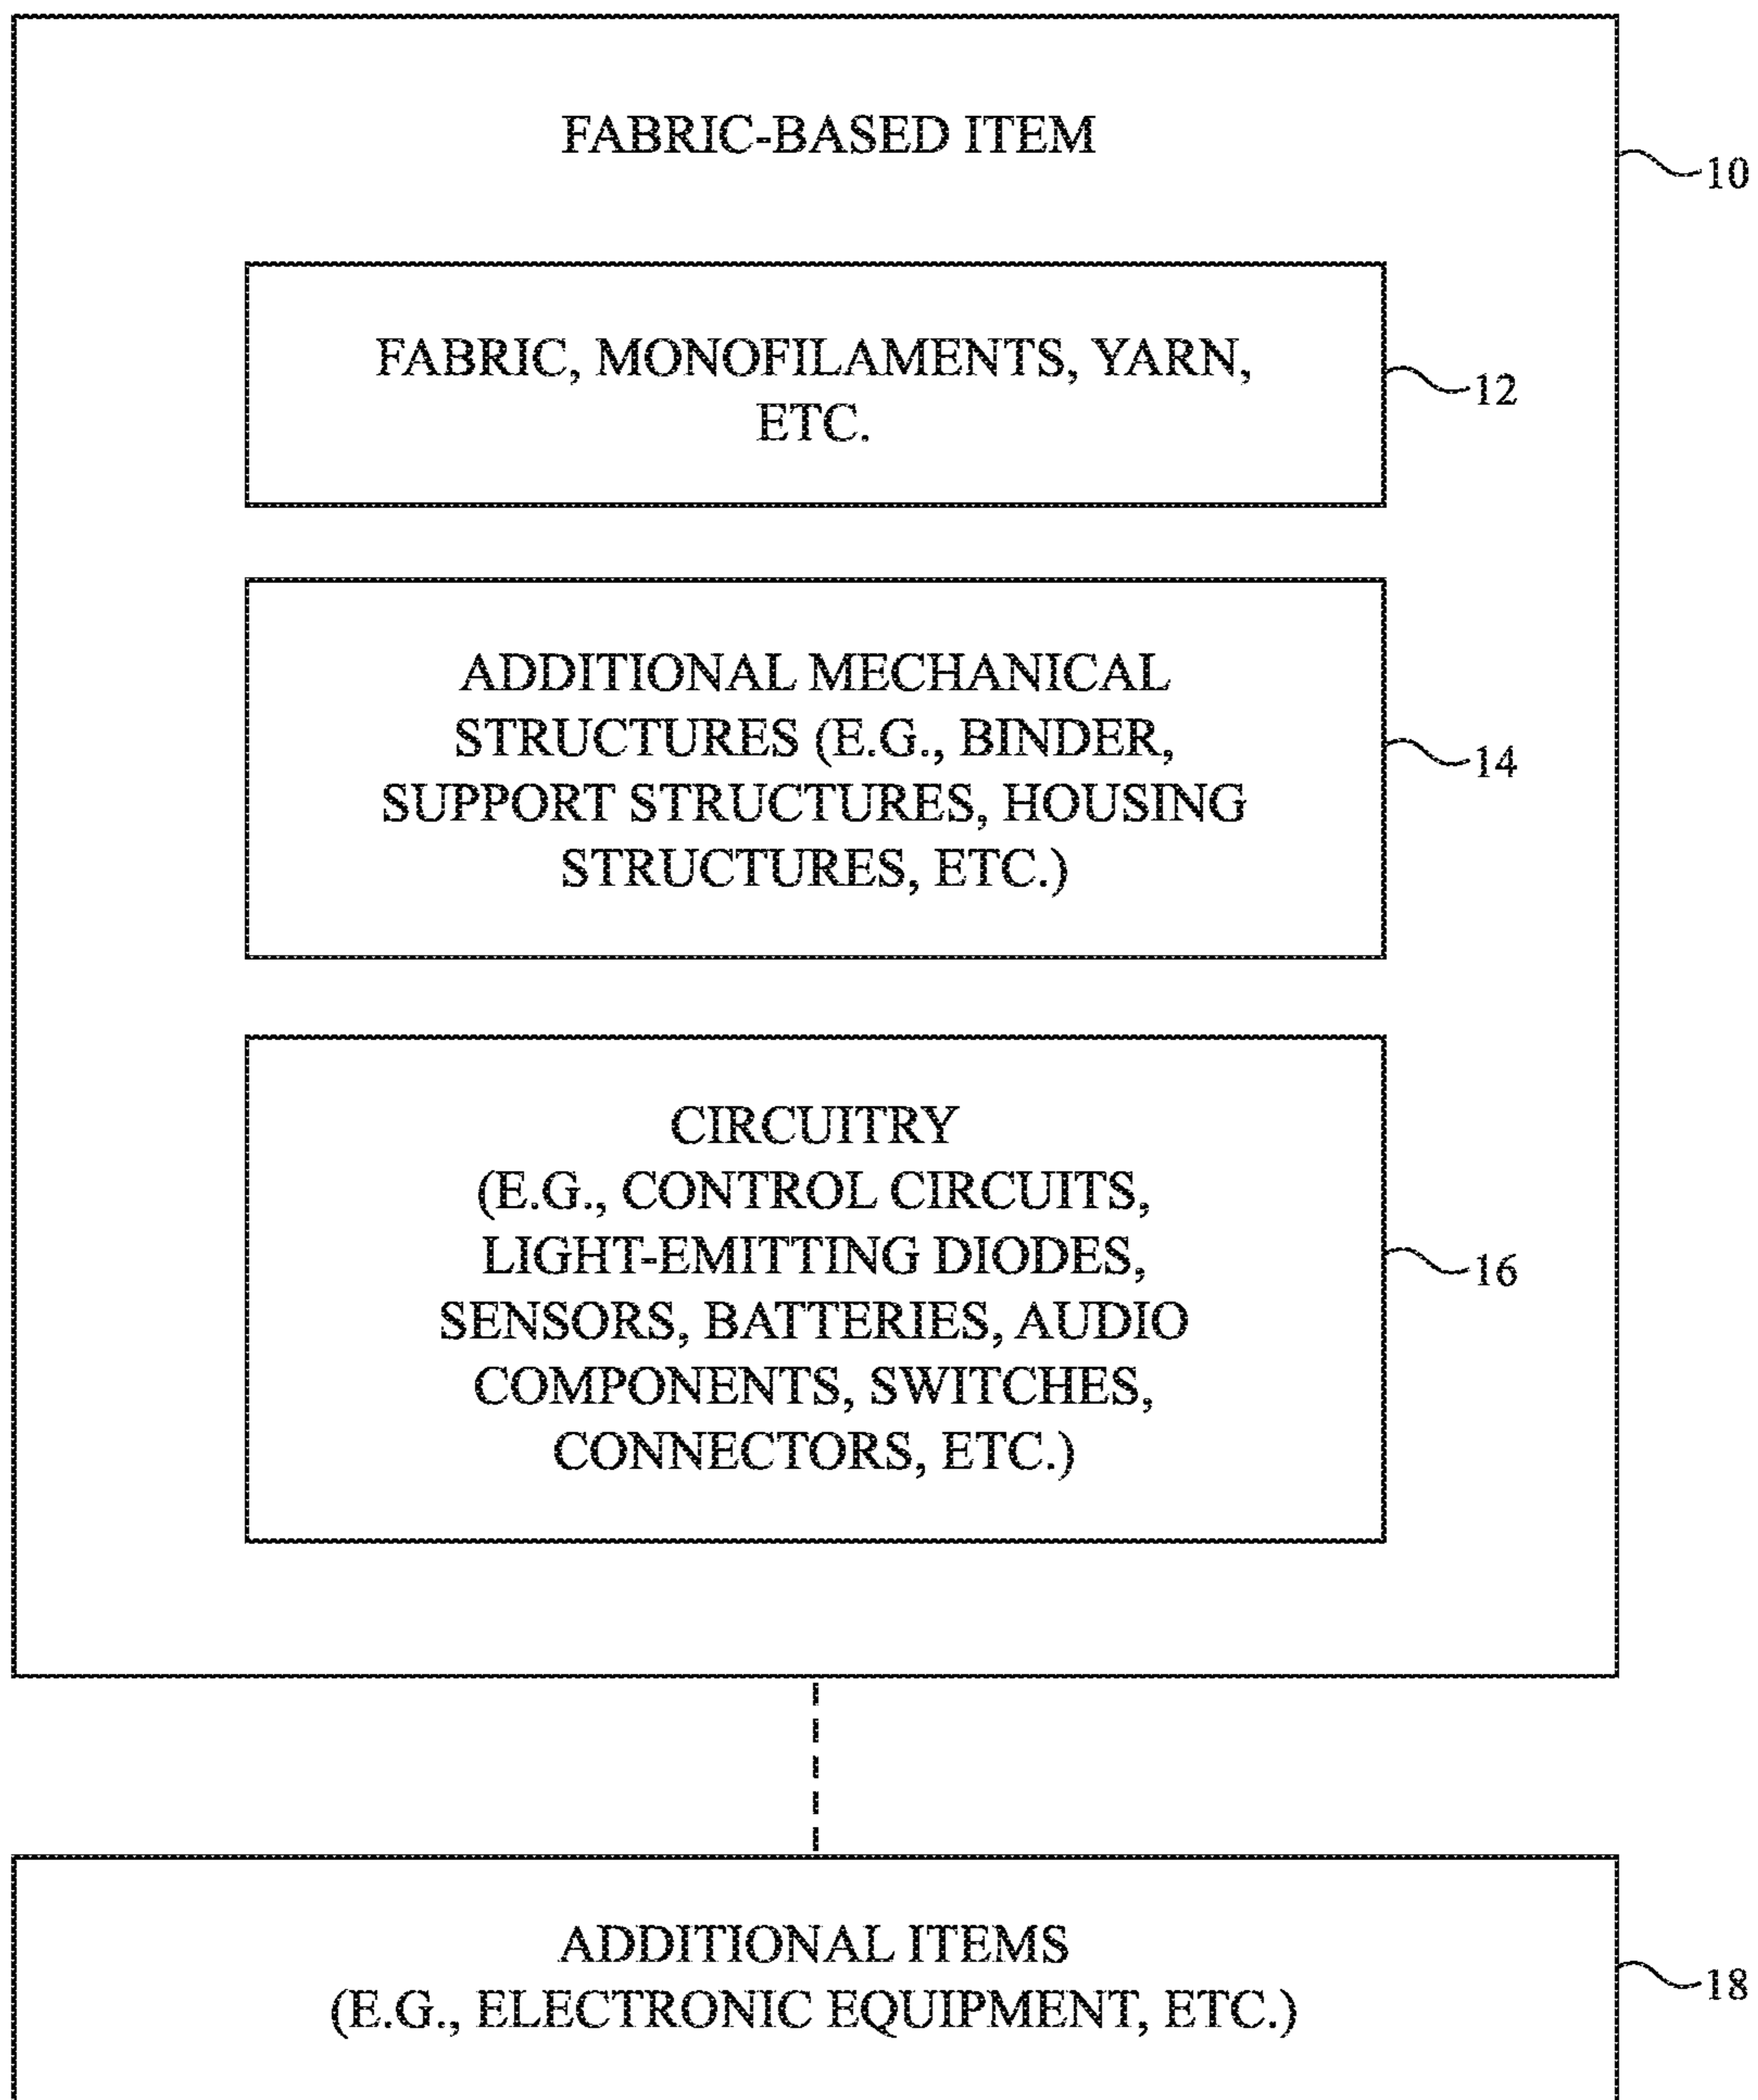 FABRIC-BASED ITEM
10
FABRIC, MONOFILAMENTS, YARN,
ETC.
12
ADDITIONAL MECHANICAL
STRUCTURES (E.G., BINDER,
SUPPORT STRUCTURES, HOUSING
STRUCTURES, ETC.)
14
CIRCUITRY
(E.G., CONTROL CIRCUITS,
LIGHT-EMITTING DIODES,
SENSORS, BATTERIES, AUDIO
COMPONENTS, SWITCHES,
CONNECTORS, ETC.)
16
ADDITIONAL ITEMS
(E.G., ELECTRONIC EQUIPMENT, ETC.)
18